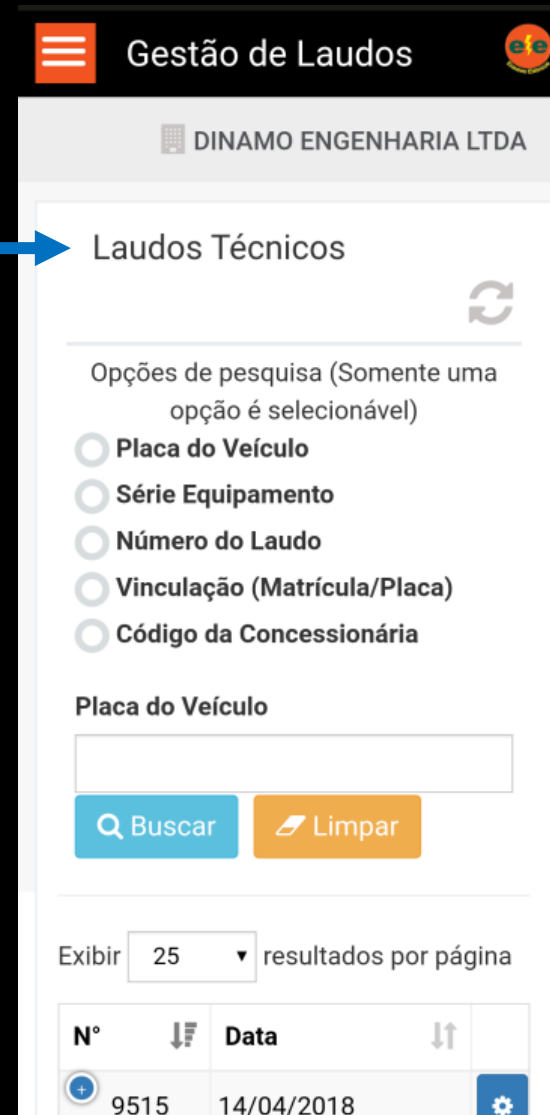 Gestão de Laudos
efe
DINAMO ENGENHARIA LTDA
Laudos Técnicos
Opções de pesquisa (Somente uma
opção é selecionável)
Placa do Veículo
Série Equipamento
Número do Laudo
Vinculação (Matrícula/Placa)
Código da Concessionária
Placa do Veículo
Buscar
Limpar
Exibir 25 resultados por página
N° Data
9515 14/04/2018